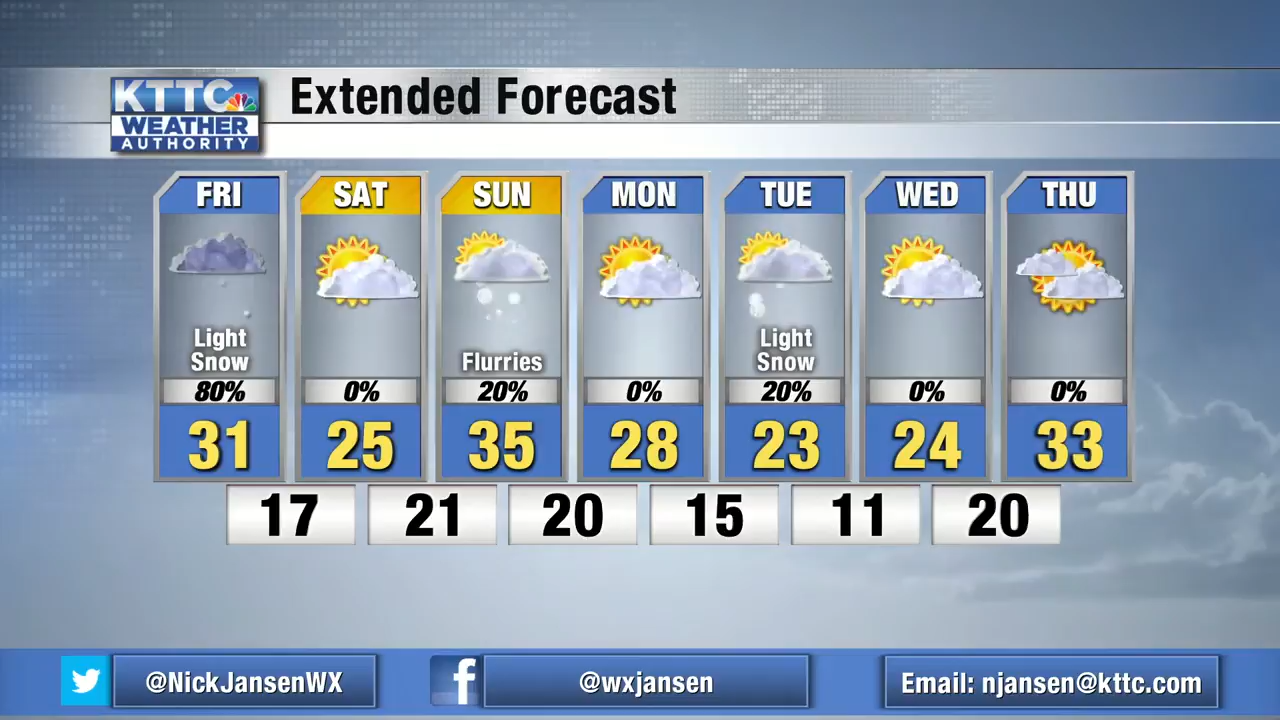 KTTC
WEATHER
AUTHORITY
Extended Forecast
FRI SAT SUN MON TUE WED THU
Light
Snow
Flurries
Light
Snow
80% 0% 20% 0% 20% 0% 0%
31 25 35 28 23 24 33
17 21 20 15 11 20
@NickJansenWX
f
@wxjansen
Email: njansen@kttc.com